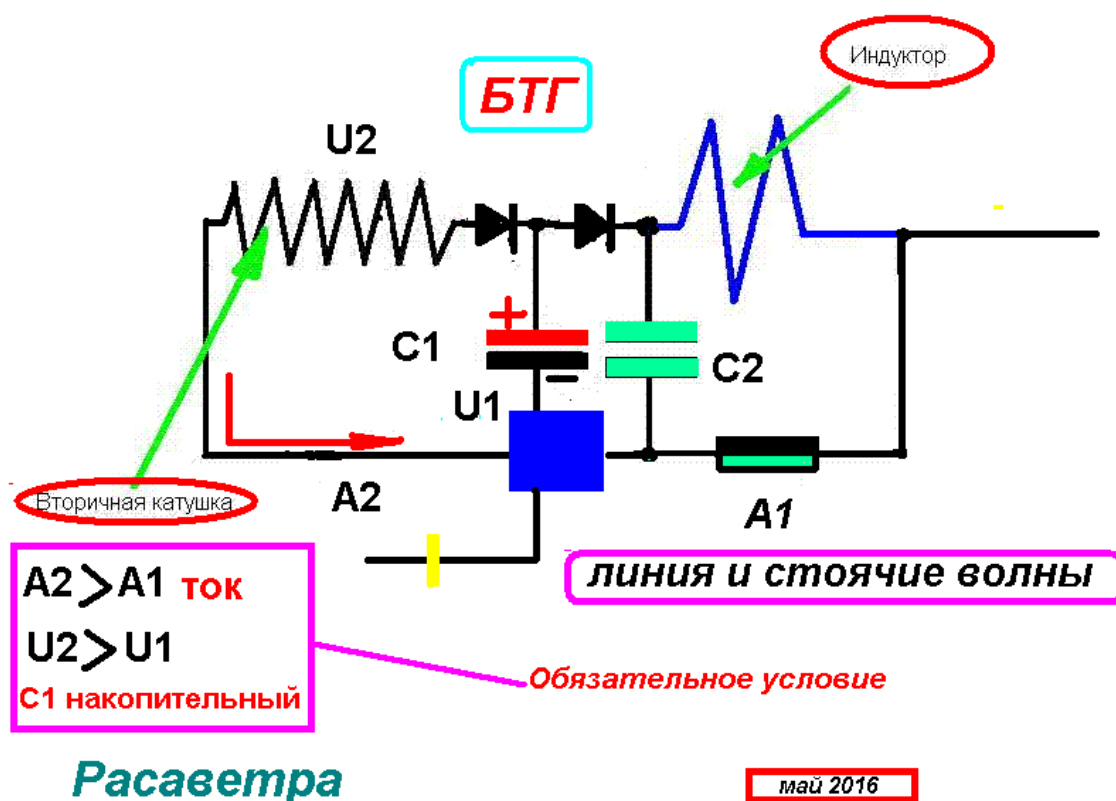 Индуктор
БТГ
U2
+
C1
-
C2
U1
Вторичная катушка
A2
A1
A2>A1 ток
U2>U1
C1 накопительный
линия и стоячие волны
Обязательное условие
Расаветра
май 2016